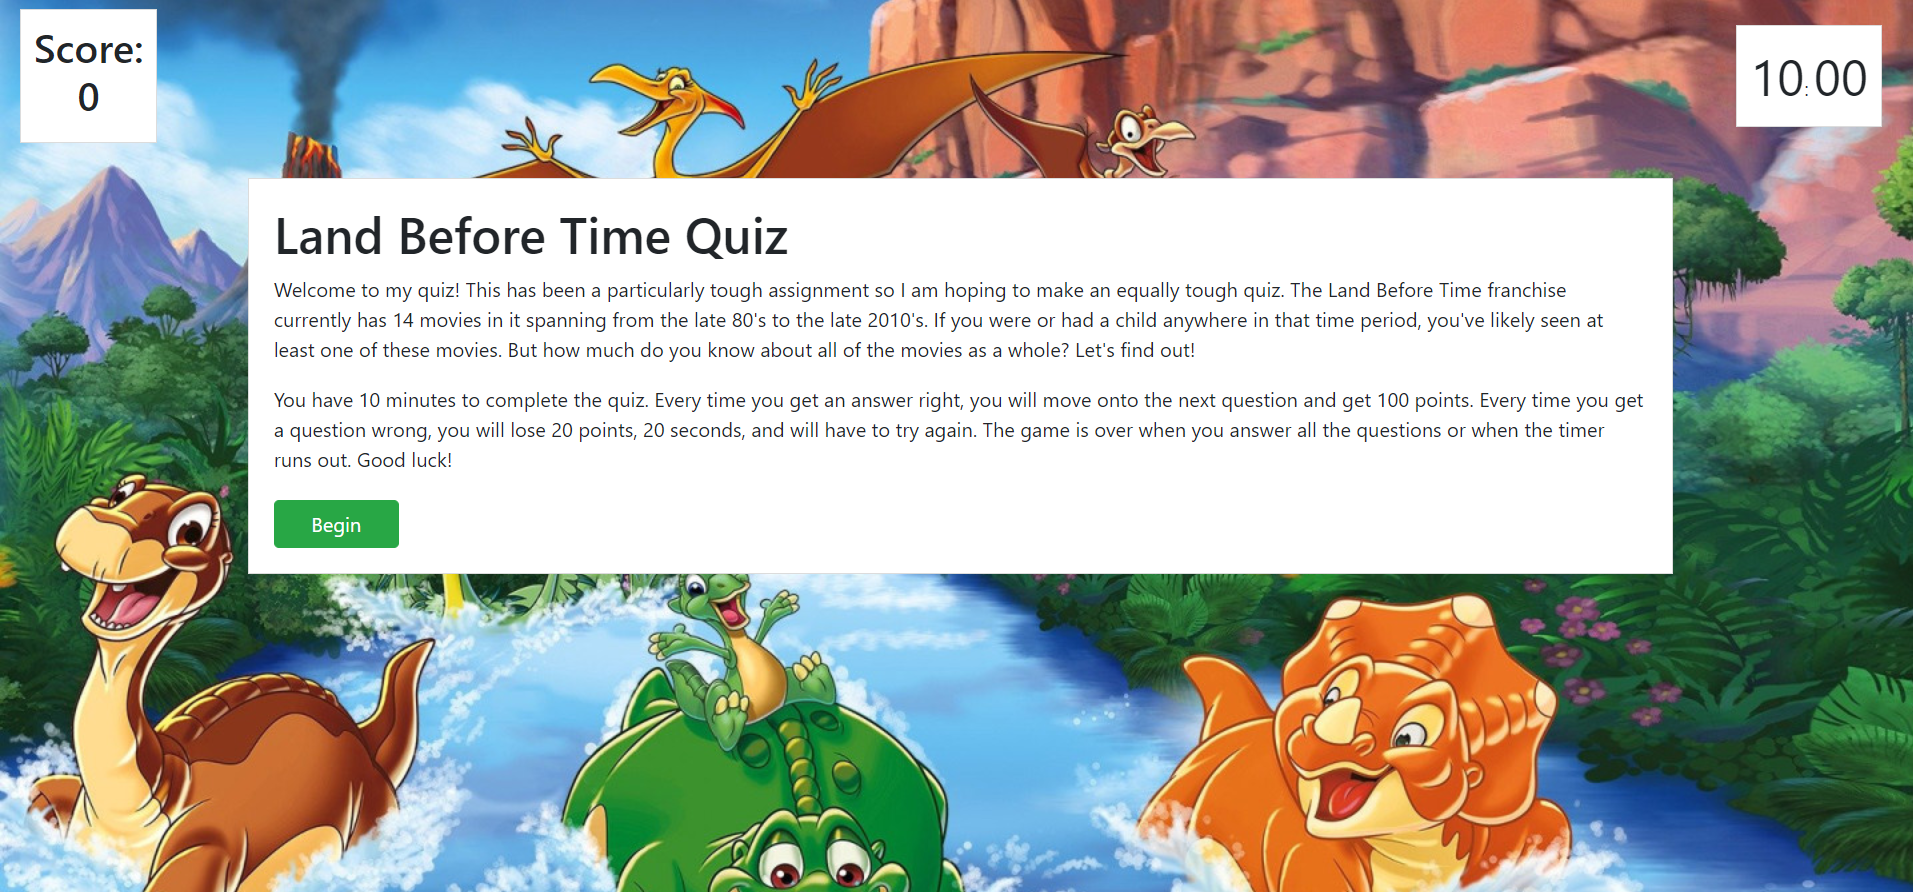 Score:
0
10:00
Land Before Time Quiz
Welcome to my quiz! This has been a particularly tough assignment so I am hoping to make an equally tough quiz. The Land Before Time franchise
currently has 14 movies in it spanning from the late 80's to the late 2010's. If you were or had a child anywhere in that time period, you've likely seen at
least one of these movies. But how much do you know about all of the movies as a whole? Let's find out!
You have 10 minutes to complete the quiz. Every time you get an answer right, you will move onto the next question and get 100 points. Every time you get
a question wrong, you will lose 20 points, 20 seconds, and will have to try again. The game is over when you answer all the questions or when the timer
runs out. Good luck!
Begin